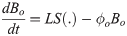 dB_o/dt = LS(.) − ϕ_o B_o